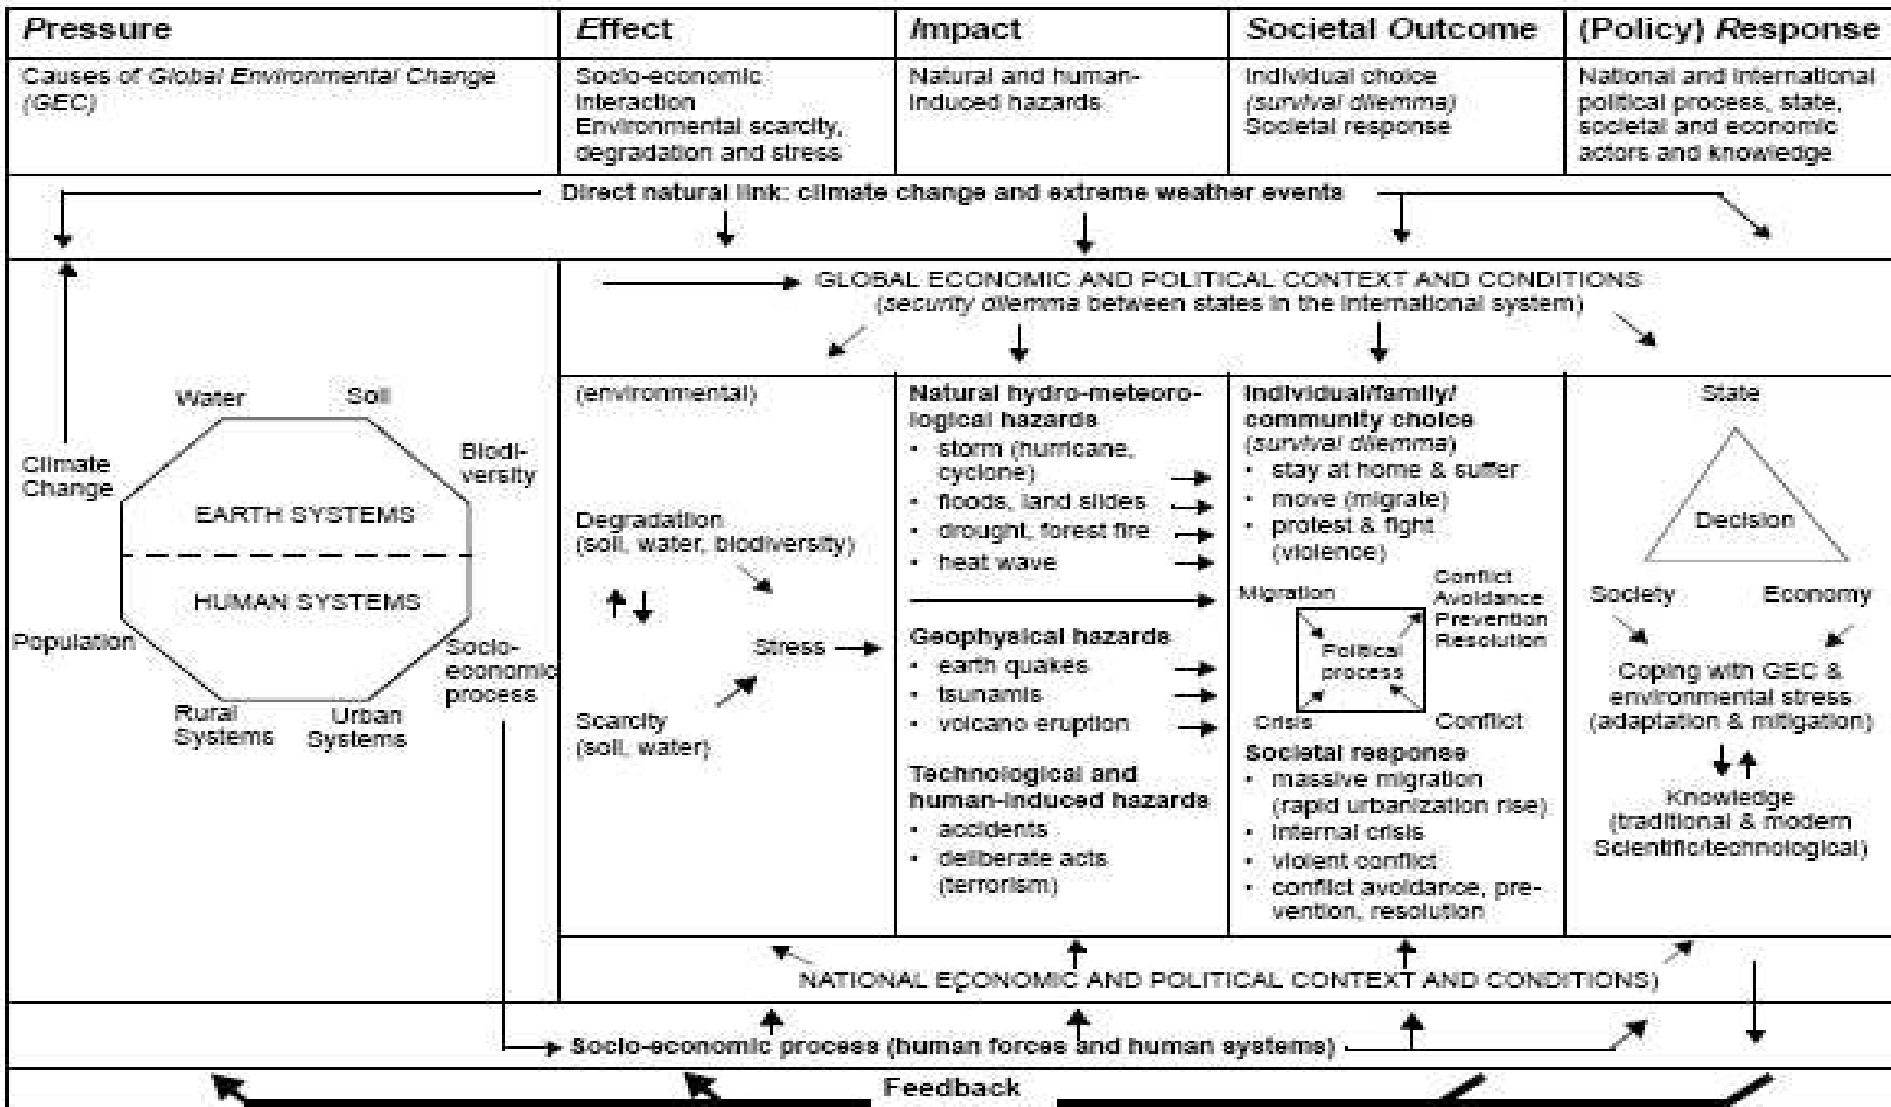 Pressure
Effect
Impact
Societal Outcome
(Policy) Response
Causes of Global Environmental Change
(GEC)
Socio-economic
interaction
Environmental scarcity,
degradation and stress
Natural and human-
induced hazards
Individual choice
(survival dilemma)
Societal response
National and international
political process, state,
societal and economic
actors and knowledge
Direct natural link: climate change and extreme weather events
GLOBAL ECONOMIC AND POLITICAL CONTEXT AND CONDITIONS
(security dilemma between states in the international system)
Water
Soil
Climate
Change
Biodi-
versity
EARTH SYSTEMS
HUMAN SYSTEMS
Population
Socio-
economic
process
Rural
Systems
Urban
Systems
(environmental)
Degradation
(soil, water, biodiversity)
Stress
Scarcity
(soil, water)
Natural hydro-meteoro-
logical hazards
• storm (hurricane,
cyclone)
• floods, land slides
• drought, forest fire
• heat wave
Geophysical hazards
• earth quakes
• tsunamis
• volcano eruption
Technological and
human-induced hazards
• accidents
• deliberate acts
(terrorism)
Individual/family/
community choice
(survival dilemma)
• stay at home & suffer
• move (migrate)
• protest & fight
(violence)
Migration
Conflict
Avoidance
Prevention
Resolution
Political
process
Crisis
Conflict
Societal response
• massive migration
(rapid urbanization rise)
• internal crisis
• violent conflict
• conflict avoidance, pre-
vention, resolution
State
Decision
Society
Economy
Coping with GEC &
environmental stress
(adaptation & mitigation)
Knowledge
(traditional & modern
Scientific/technological)
NATIONAL ECONOMIC AND POLITICAL CONTEXT AND CONDITIONS)
Socio-economic process (human forces and human systems)
Feedback